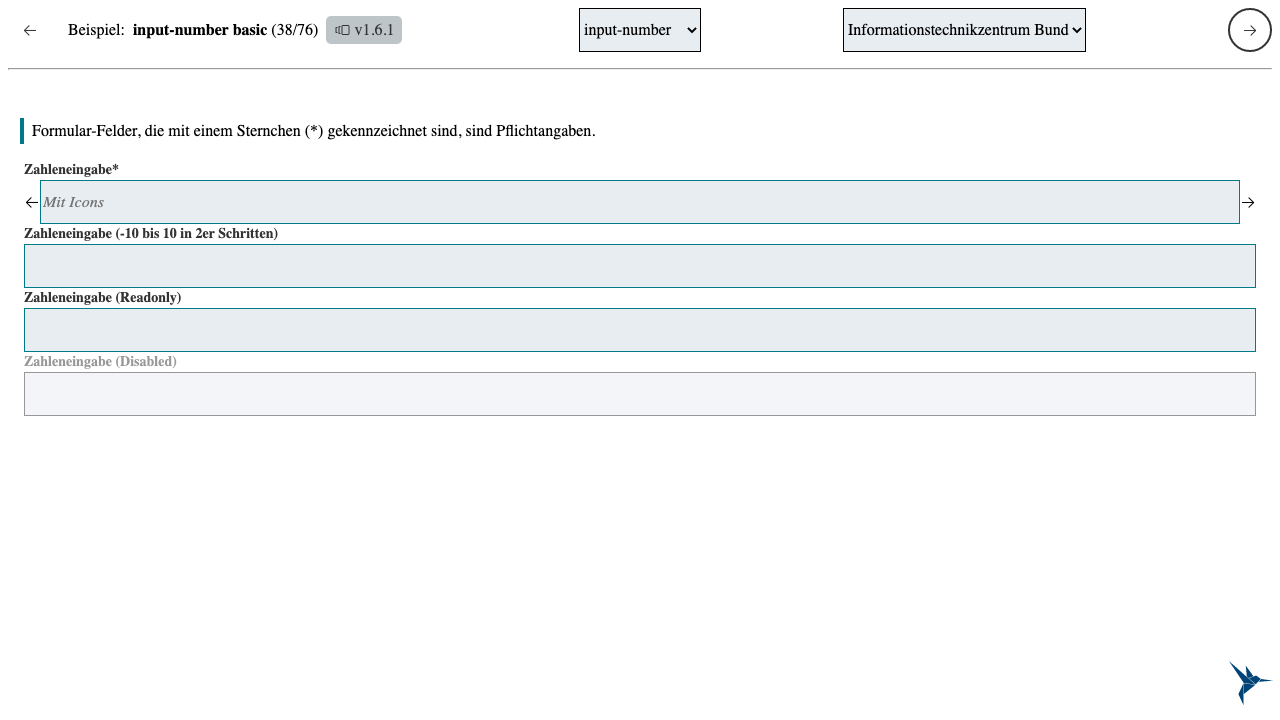 Beispiel: input-number basic (38/76) v1.6.1 input-number Informationstechnikzentrum Bund
Formular-Felder, die mit einem Sternchen (*) gekennzeichnet sind, sind Pflichtangaben.
Zahleneingabe*
Mit Icons
Zahleneingabe (-10 bis 10 in 2er Schritten)
Zahleneingabe (Readonly)
Zahleneingabe (Disabled)